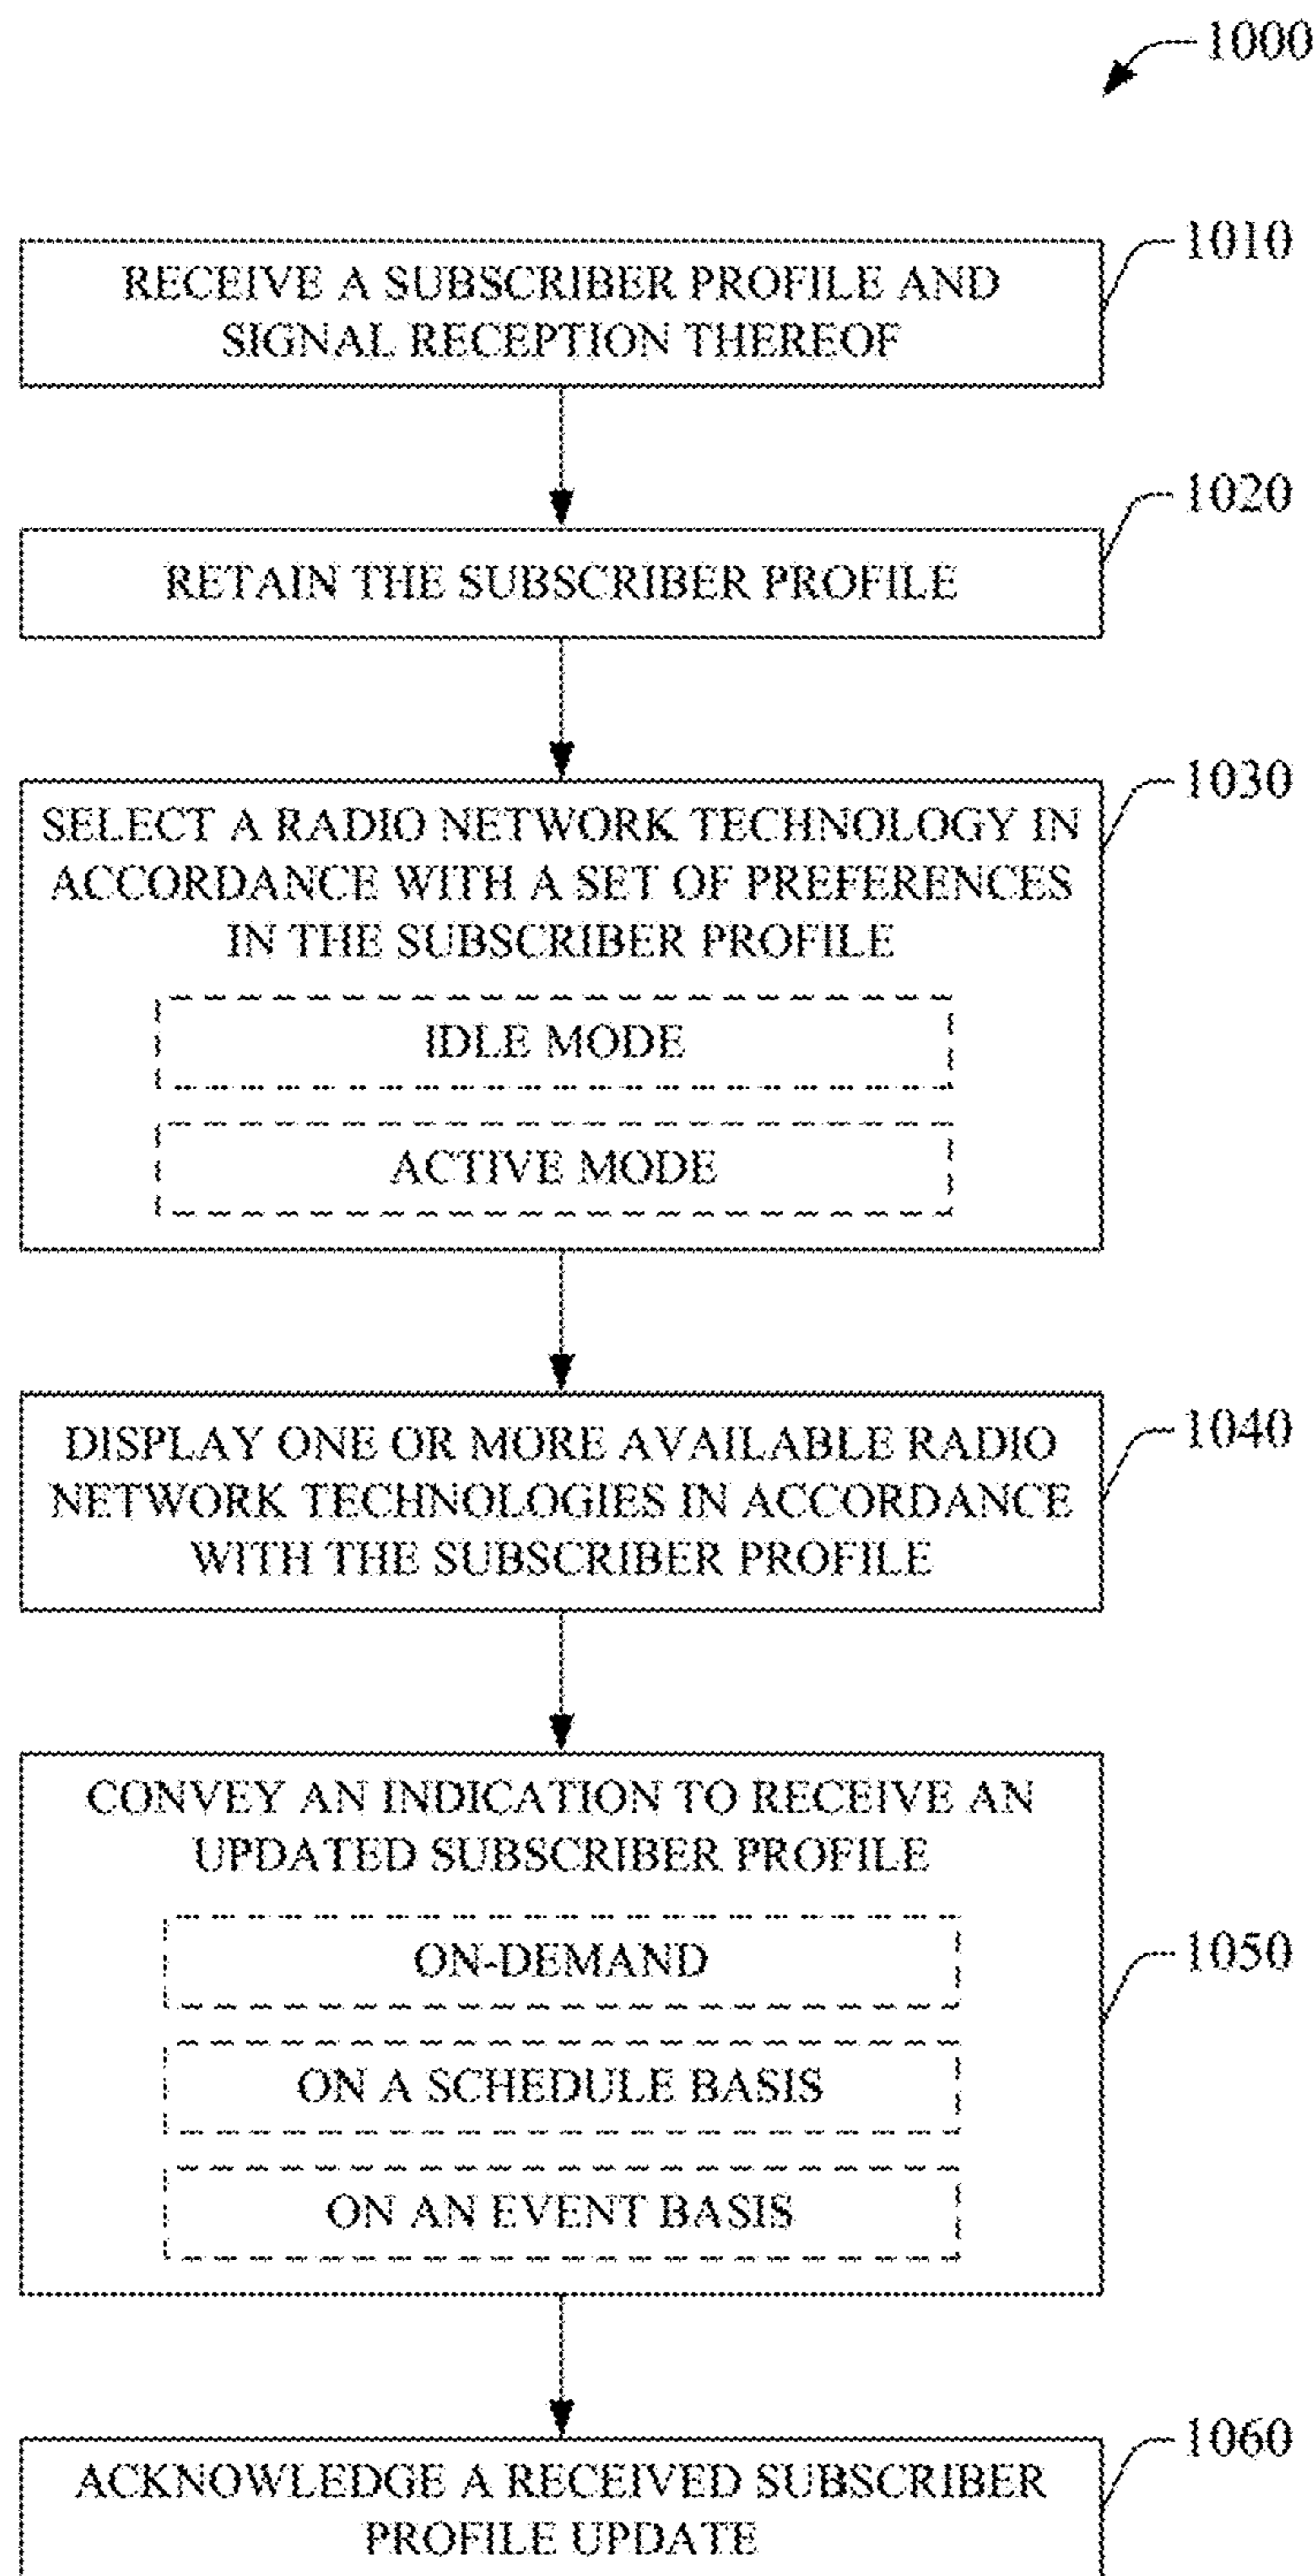 1000
1010
RECEIVE A SUBSCRIBER PROFILE AND
SIGNAL RECEPTION THEREOF
1020
RETAIN THE SUBSCRIBER PROFILE
1030
SELECT A RADIO NETWORK TECHNOLOGY IN
ACCORDANCE WITH A SET OF PREFERENCES
IN THE SUBSCRIBER PROFILE
IDLE MODE
ACTIVE MODE
1040
DISPLAY ONE OR MORE AVAILABLE RADIO
NETWORK TECHNOLOGIES IN ACCORDANCE
WITH THE SUBSCRIBER PROFILE
CONVEY AN INDICATION TO RECEIVE AN
UPDATED SUBSCRIBER PROFILE
1050
ON-DEMAND
ON A SCHEDULE BASIS
ON AN EVENT BASIS
1060
ACKNOWLEDGE A RECEIVED SUBSCRIBER
PROFILE UPDATE